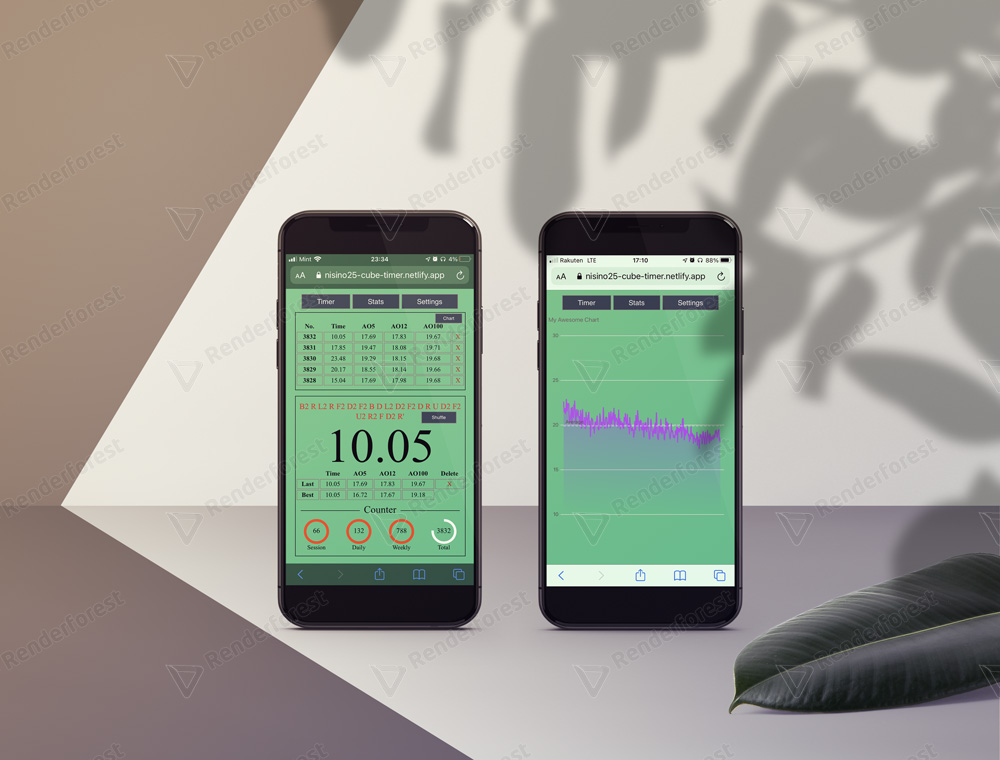 Mint 23:34 4%
AA nisino25-cube-timer.netlify.app
Timer Stats Settings
Chart
No. Time AO5 AO12 AO100
3832 10.05 17.69 17.83 19.67 X
3831 17.85 19.47 18.08 19.71 X
3830 23.48 19.29 18.15 19.68 X
3829 20.17 18.55 18.14 19.66 X
3828 15.04 17.69 17.98 19.68 X
B2 R L2 R F2 D2 F2 B D L2 D2 F2 D R U D2 F2
U2 R2 F D2 R'
Shuffle
10.05
Time AO5 AO12 AO100 Delete
Last 10.05 17.69 17.83 19.67 X
Best 10.05 16.72 17.67 19.18
Counter
66 132 788 3832
Session Daily Weekly Total
Rakuten LTE 17:10 88%
AA nisino25-cube-timer.netlify.app
Timer Stats Settings
My Awesome Chart
30
25
20
15
10
Renderforest